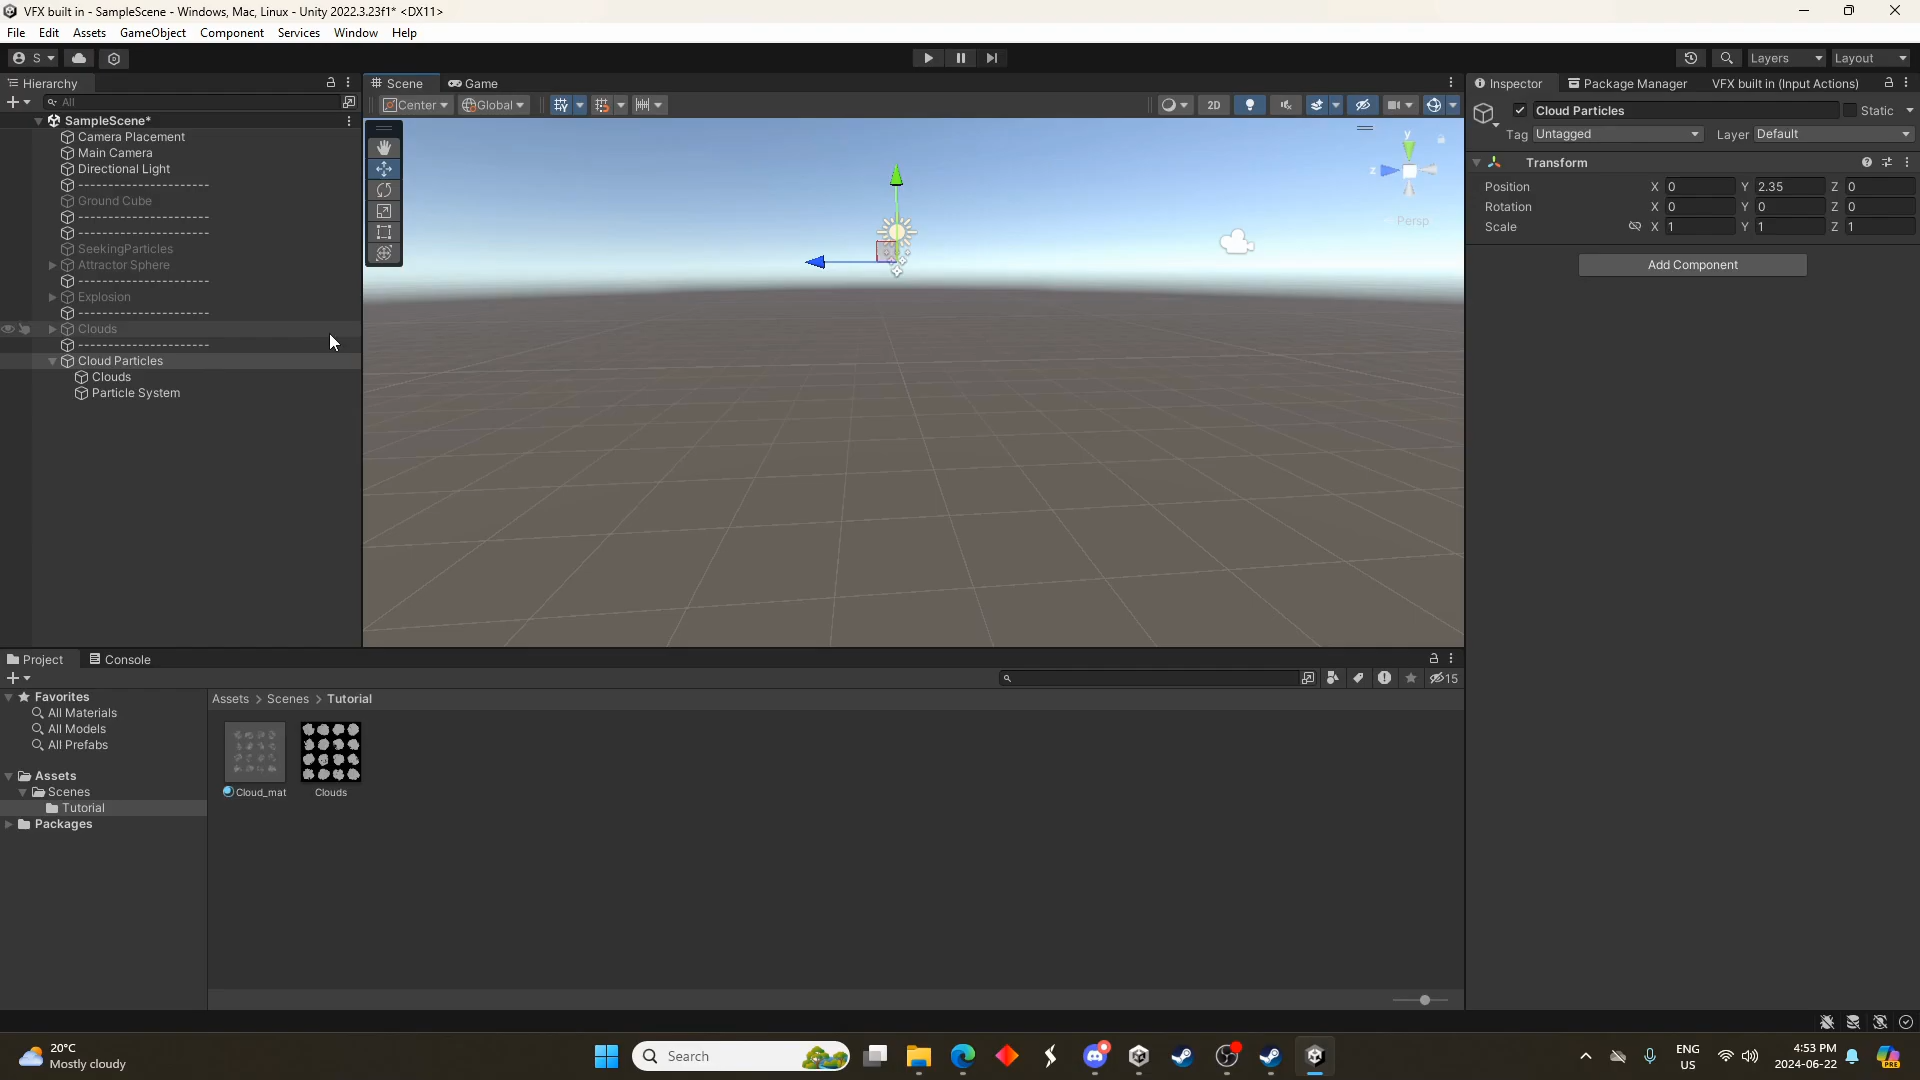 VFX built in - SampleScene - Windows, Mac, Linux - Unity 2022.3.23f1* <DX11>
File Edit Assets GameObject Component Services Window Help
S Layers Layout
Hierarchy Scene Game Inspector Package Manager VFX built in (Input Actions)
All Center Global 2D Cloud Particles Static
Tag Untagged Layer Default
SampleScene*
Camera Placement
Main Camera
Directional Light
----------------------
Ground Cube
----------------------
----------------------
SeekingParticles
Attractor Sphere
----------------------
Explosion
----------------------
Clouds
----------------------
Cloud Particles
Clouds
Particle System
y
z
Persp
Transform
Position X 0 Y 2.35 Z 0
Rotation X 0 Y 0 Z 0
Scale X 1 Y 1 Z 1
Add Component
Project Console
15
Favorites
All Materials
All Models
All Prefabs
Assets
Scenes
Tutorial
Packages
Assets > Scenes > Tutorial
Cloud_mat Clouds
20°C
Mostly cloudy
Search
ENG
US
4:53 PM
2024-06-22
PRE